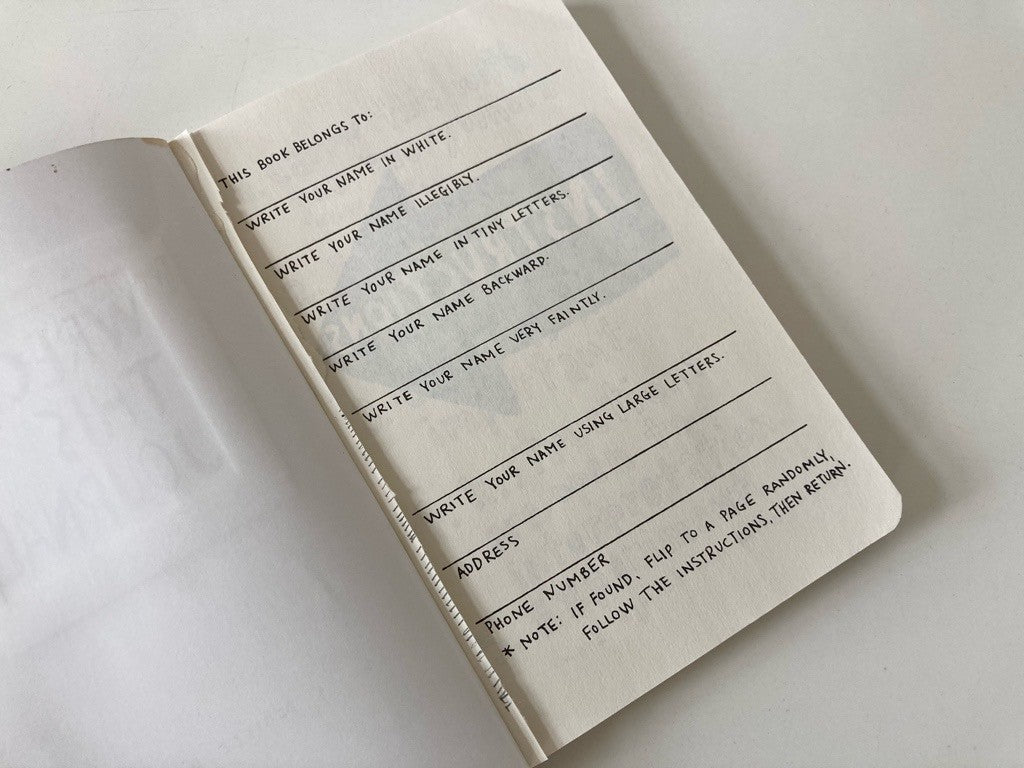 THIS BOOK BELONGS TO:
WRITE YOUR NAME IN WHITE.
WRITE YOUR NAME ILLEGIBLY.
WRITE YOUR NAME IN TINY LETTERS.
WRITE YOUR NAME BACKWARD.
WRITE YOUR NAME VERY FAINTLY.
WRITE YOUR NAME USING LARGE LETTERS.
ADDRESS
PHONE NUMBER
* NOTE: IF FOUND, FLIP TO A PAGE RANDOMLY,
FOLLOW THE INSTRUCTIONS, THEN RETURN.